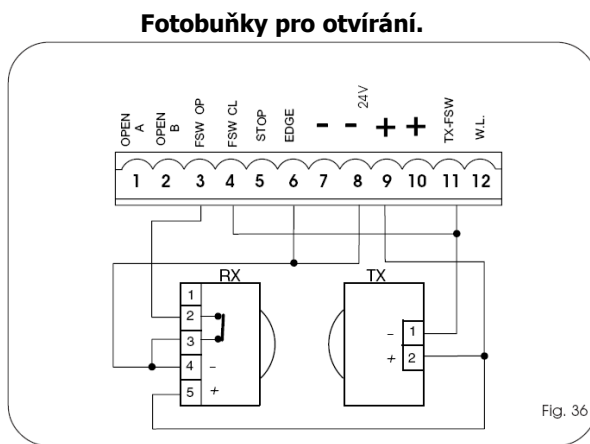 Fotobuňky pro otvírání.
OPEN A
OPEN B
FSW OP
FSW CL
STOP
EDGE
-
-
24V
+
+
TX-FSW
W.L.
1 2 3 4 5 6 7 8 9 10 11 12
RX
TX
1
2
3
4 -
5 +
- 1
+ 2
Fig. 36